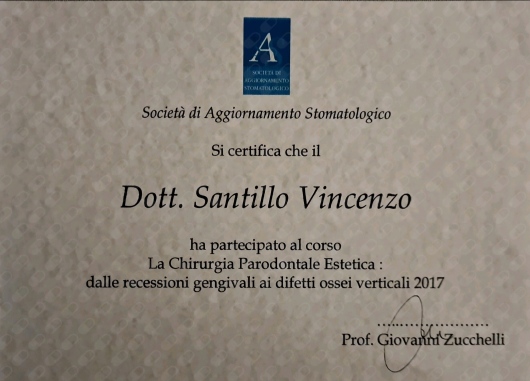 A
SOCIETÀ DI
AGGIORNAMENTO
STOMATOLOGICO
Società di Aggiornamento Stomatologico
Si certifica che il
Dott. Santillo Vincenzo
ha partecipato al corso
La Chirurgia Parodontale Estetica :
dalle recessioni gengivali ai difetti ossei verticali 2017
Prof. Giovanni Zucchelli